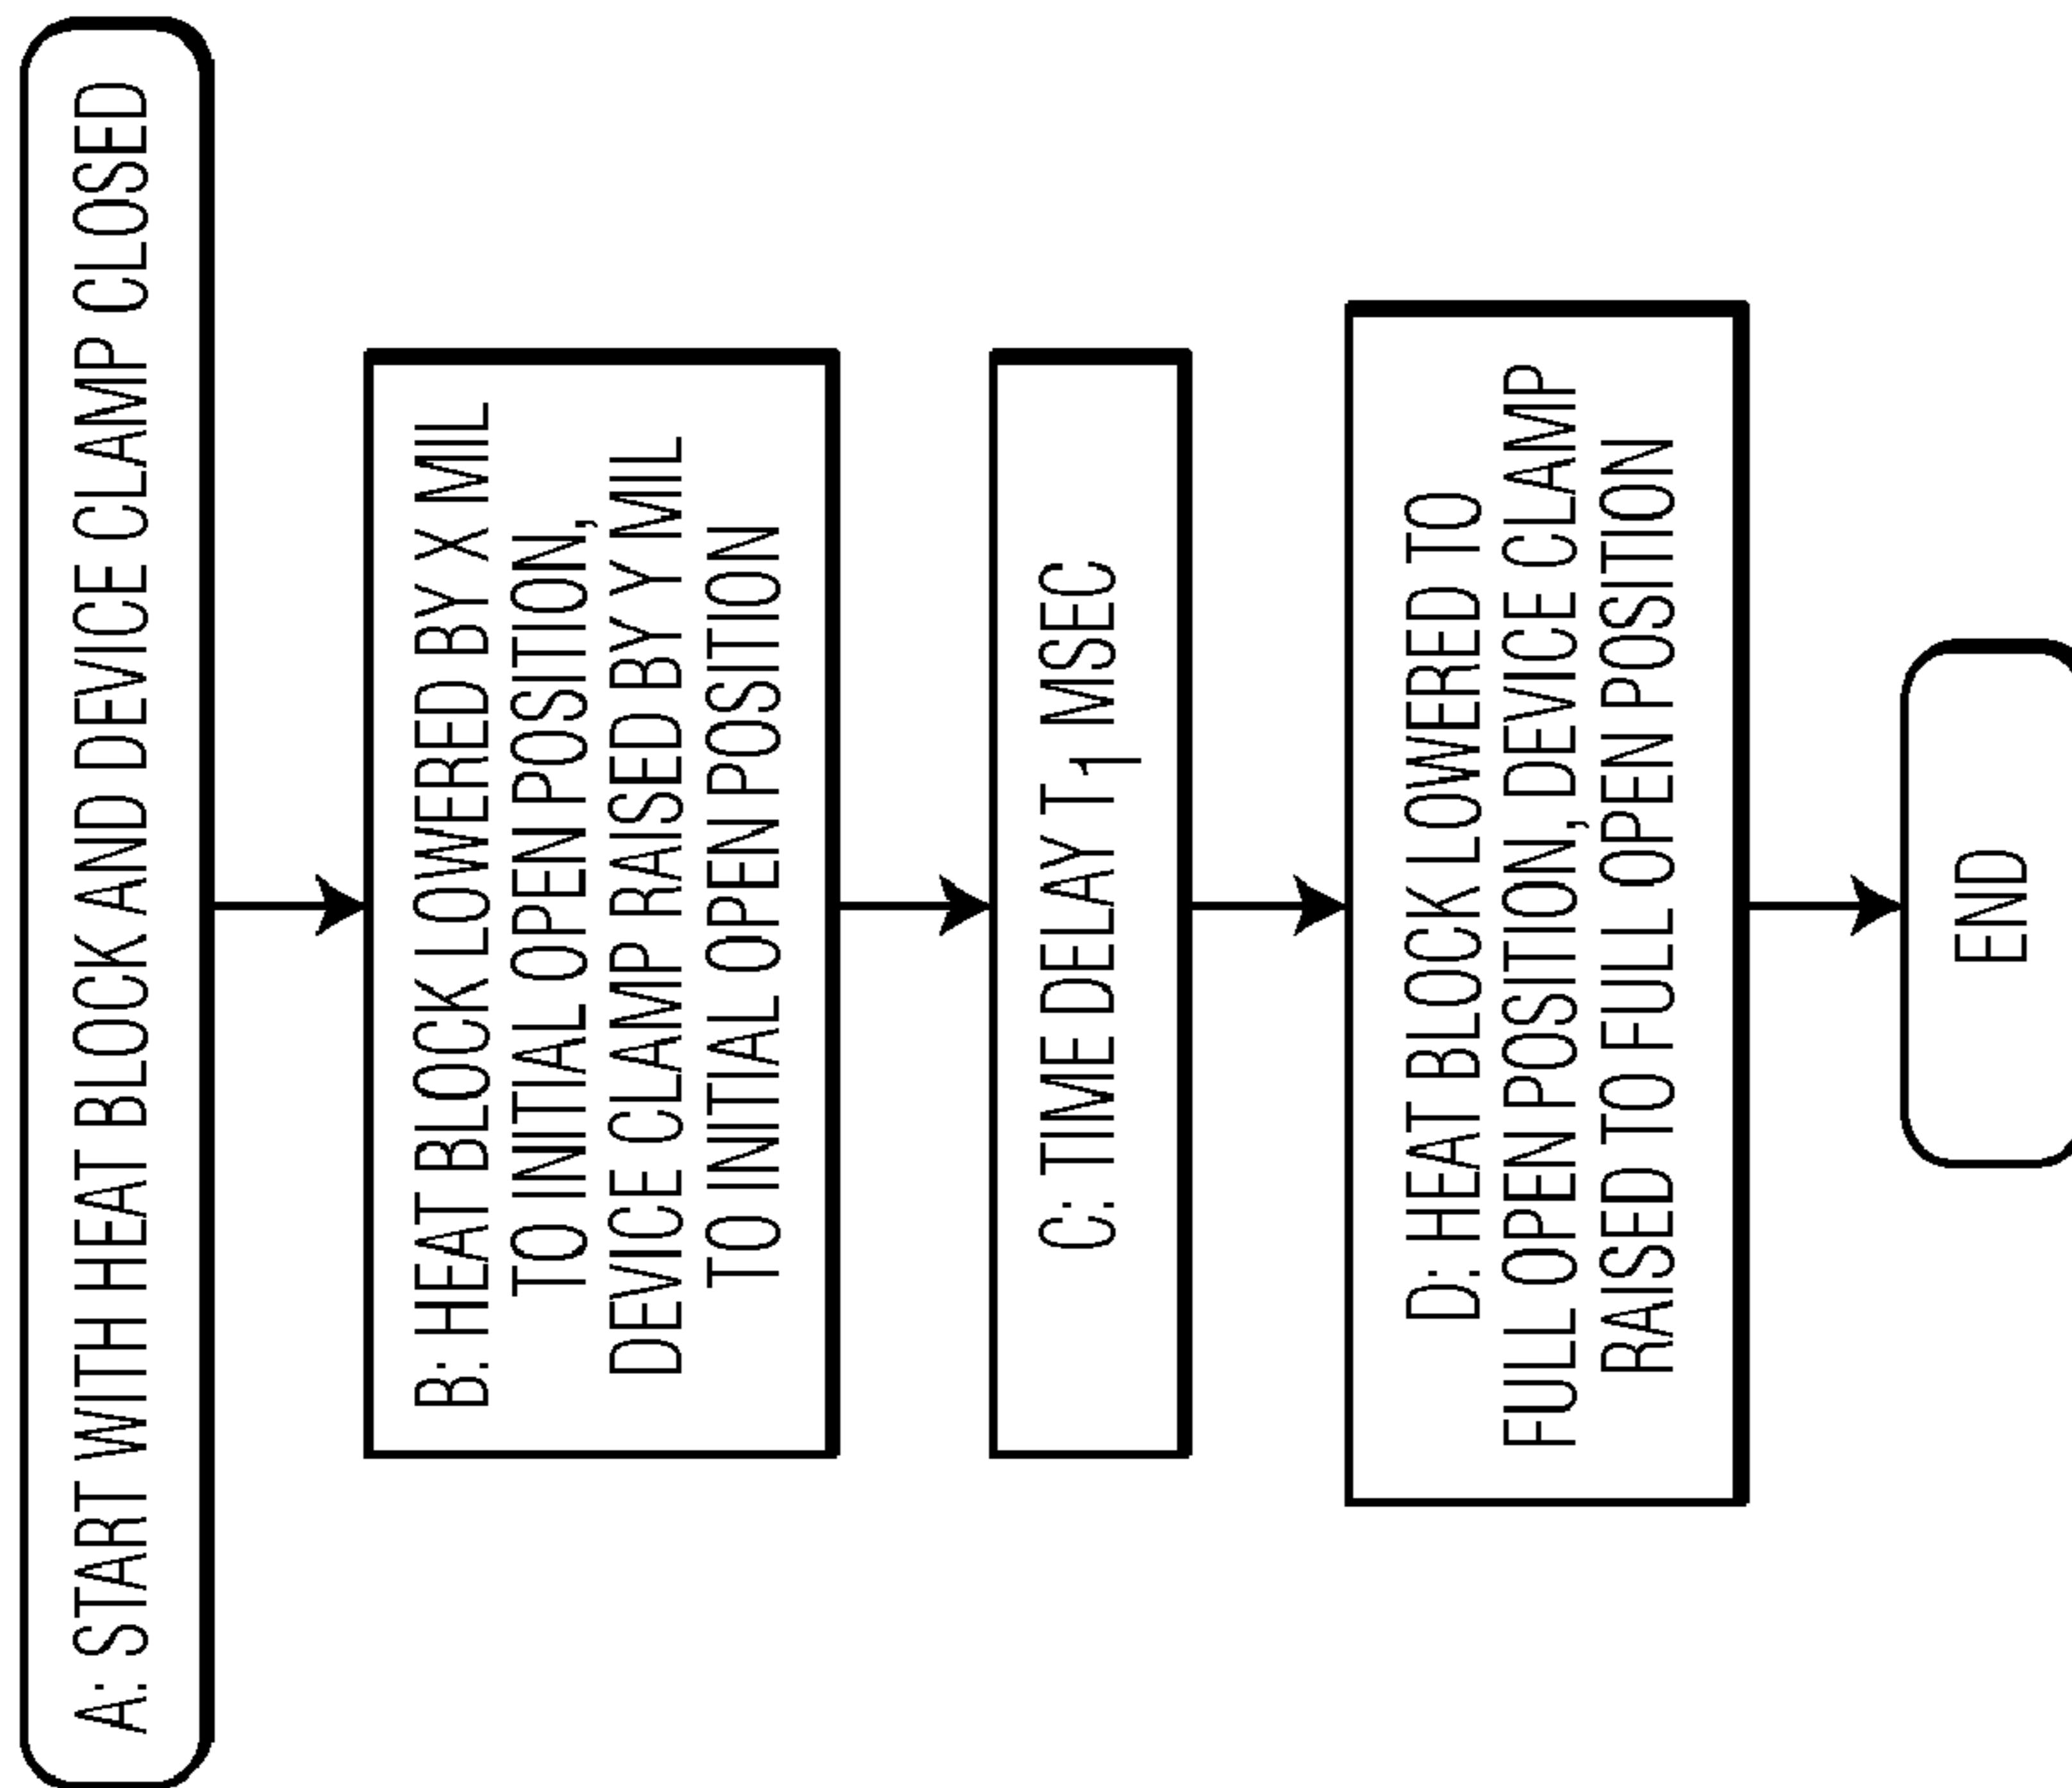 A: START WITH HEAT BLOCK AND DEVICE CLAMP CLOSED
B: HEAT BLOCK LOWERED BY X MIL
TO INITIAL OPEN POSITION,
DEVICE CLAMP RAISED BY Y MIL
TO INITIAL OPEN POSITION
C: TIME DELAY T1 MSEC
D: HEAT BLOCK LOWERED TO
FULL OPEN POSITION, DEVICE CLAMP
RAISED TO FULL OPEN POSITION
END